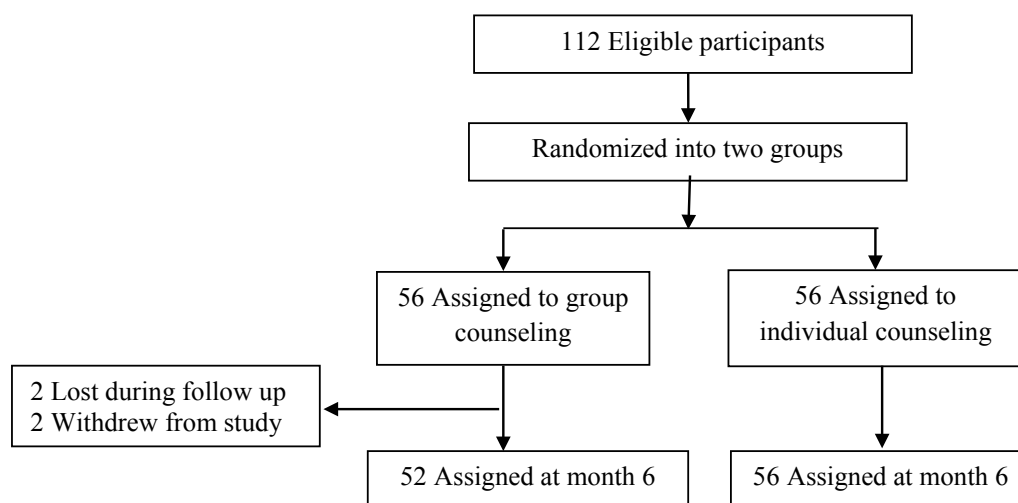 112 Eligible participants
Randomized into two groups
56 Assigned to group
counseling
56 Assigned to
individual counseling
2 Lost during follow up
2 Withdrew from study
52 Assigned at month 6
56 Assigned at month 6